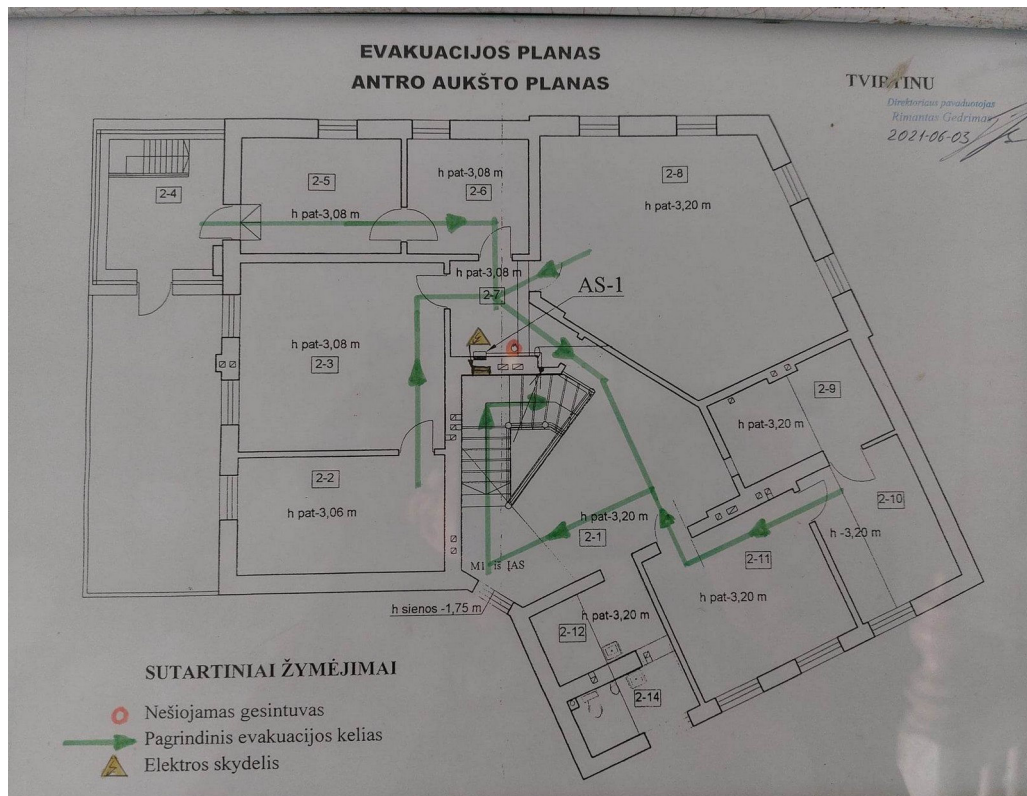 EVAKUACIJOS PLANAS
ANTRO AUKŠTO PLANAS
TVIRTINU
Direktoriaus pavaduotojas
Rimantas Gedrimas
2021-06-03
2-4
2-5
h pat-3,08 m
h pat-3,08 m
2-6
2-8
h pat-3,20 m
h pat-3,08 m
2-7
AS-1
h pat-3,08 m
2-3
2-9
h pat-3,20 m
2-2
h pat-3,06 m
2-10
h -3,20 m
h pat-3,20 m
2-1
2-11
h pat-3,20 m
M1 iš ĮAS
h sienos -1,75 m
h pat-3,20 m
2-12
2-14
SUTARTINIAI ŽYMĖJIMAI
Nešiojamas gesintuvas
Pagrindinis evakuacijos kelias
Elektros skydelis